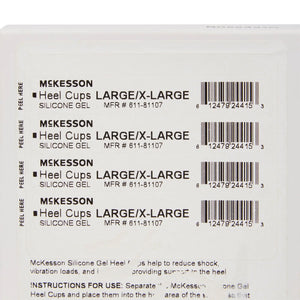 McKESSON
Heel Cups LARGE/X-LARGE
SILICONE GEL MFR # 611-81107
6 12479 24415 3
PEEL HERE
McKESSON
Heel Cups LARGE/X-LARGE
SILICONE GEL MFR # 611-81107
6 12479 24415 3
PEEL HERE
McKESSON
Heel Cups LARGE/X-LARGE
SILICONE GEL MFR # 611-81107
6 12479 24415 3
PEEL HERE
McKESSON
Heel Cups LARGE/X-LARGE
SILICONE GEL MFR # 611-81107
6 12479 24415 3
PEEL HERE
McKesson Silicone Gel Heel Cups help to reduce shock,
vibration loads, and providing support in the heel
INSTRUCTIONS FOR USE: Separate McKesson Silicone Gel
Heel Cups and place them into the area of the so that